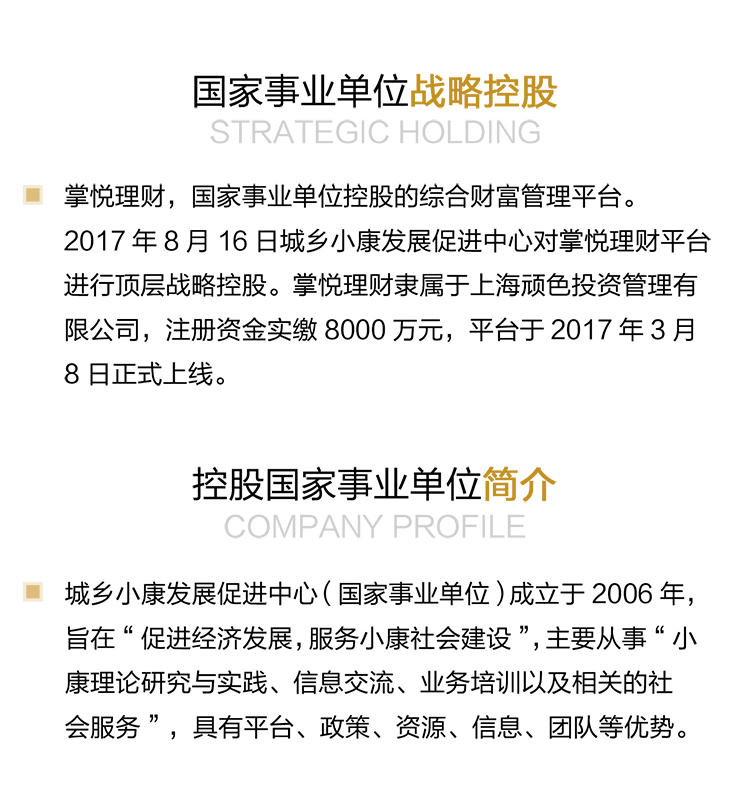 国家事业单位战略控股
STRATEGIC HOLDING
掌悦理财，国家事业单位控股的综合财富管理平台。
2017 年 8 月 16 日城乡小康发展促进中心对掌悦理财平台
进行顶层战略控股。掌悦理财隶属于上海顽色投资管理有
限公司，注册资金实缴 8000 万元，平台于 2017 年 3 月
8 日正式上线。
控股国家事业单位简介
COMPANY PROFILE
城乡小康发展促进中心（国家事业单位）成立于 2006 年，
旨在“促进经济发展，服务小康社会建设”，主要从事“小
康理论研究与实践、信息交流、业务培训以及相关的社
会服务”，具有平台、政策、资源、信息、团队等优势。